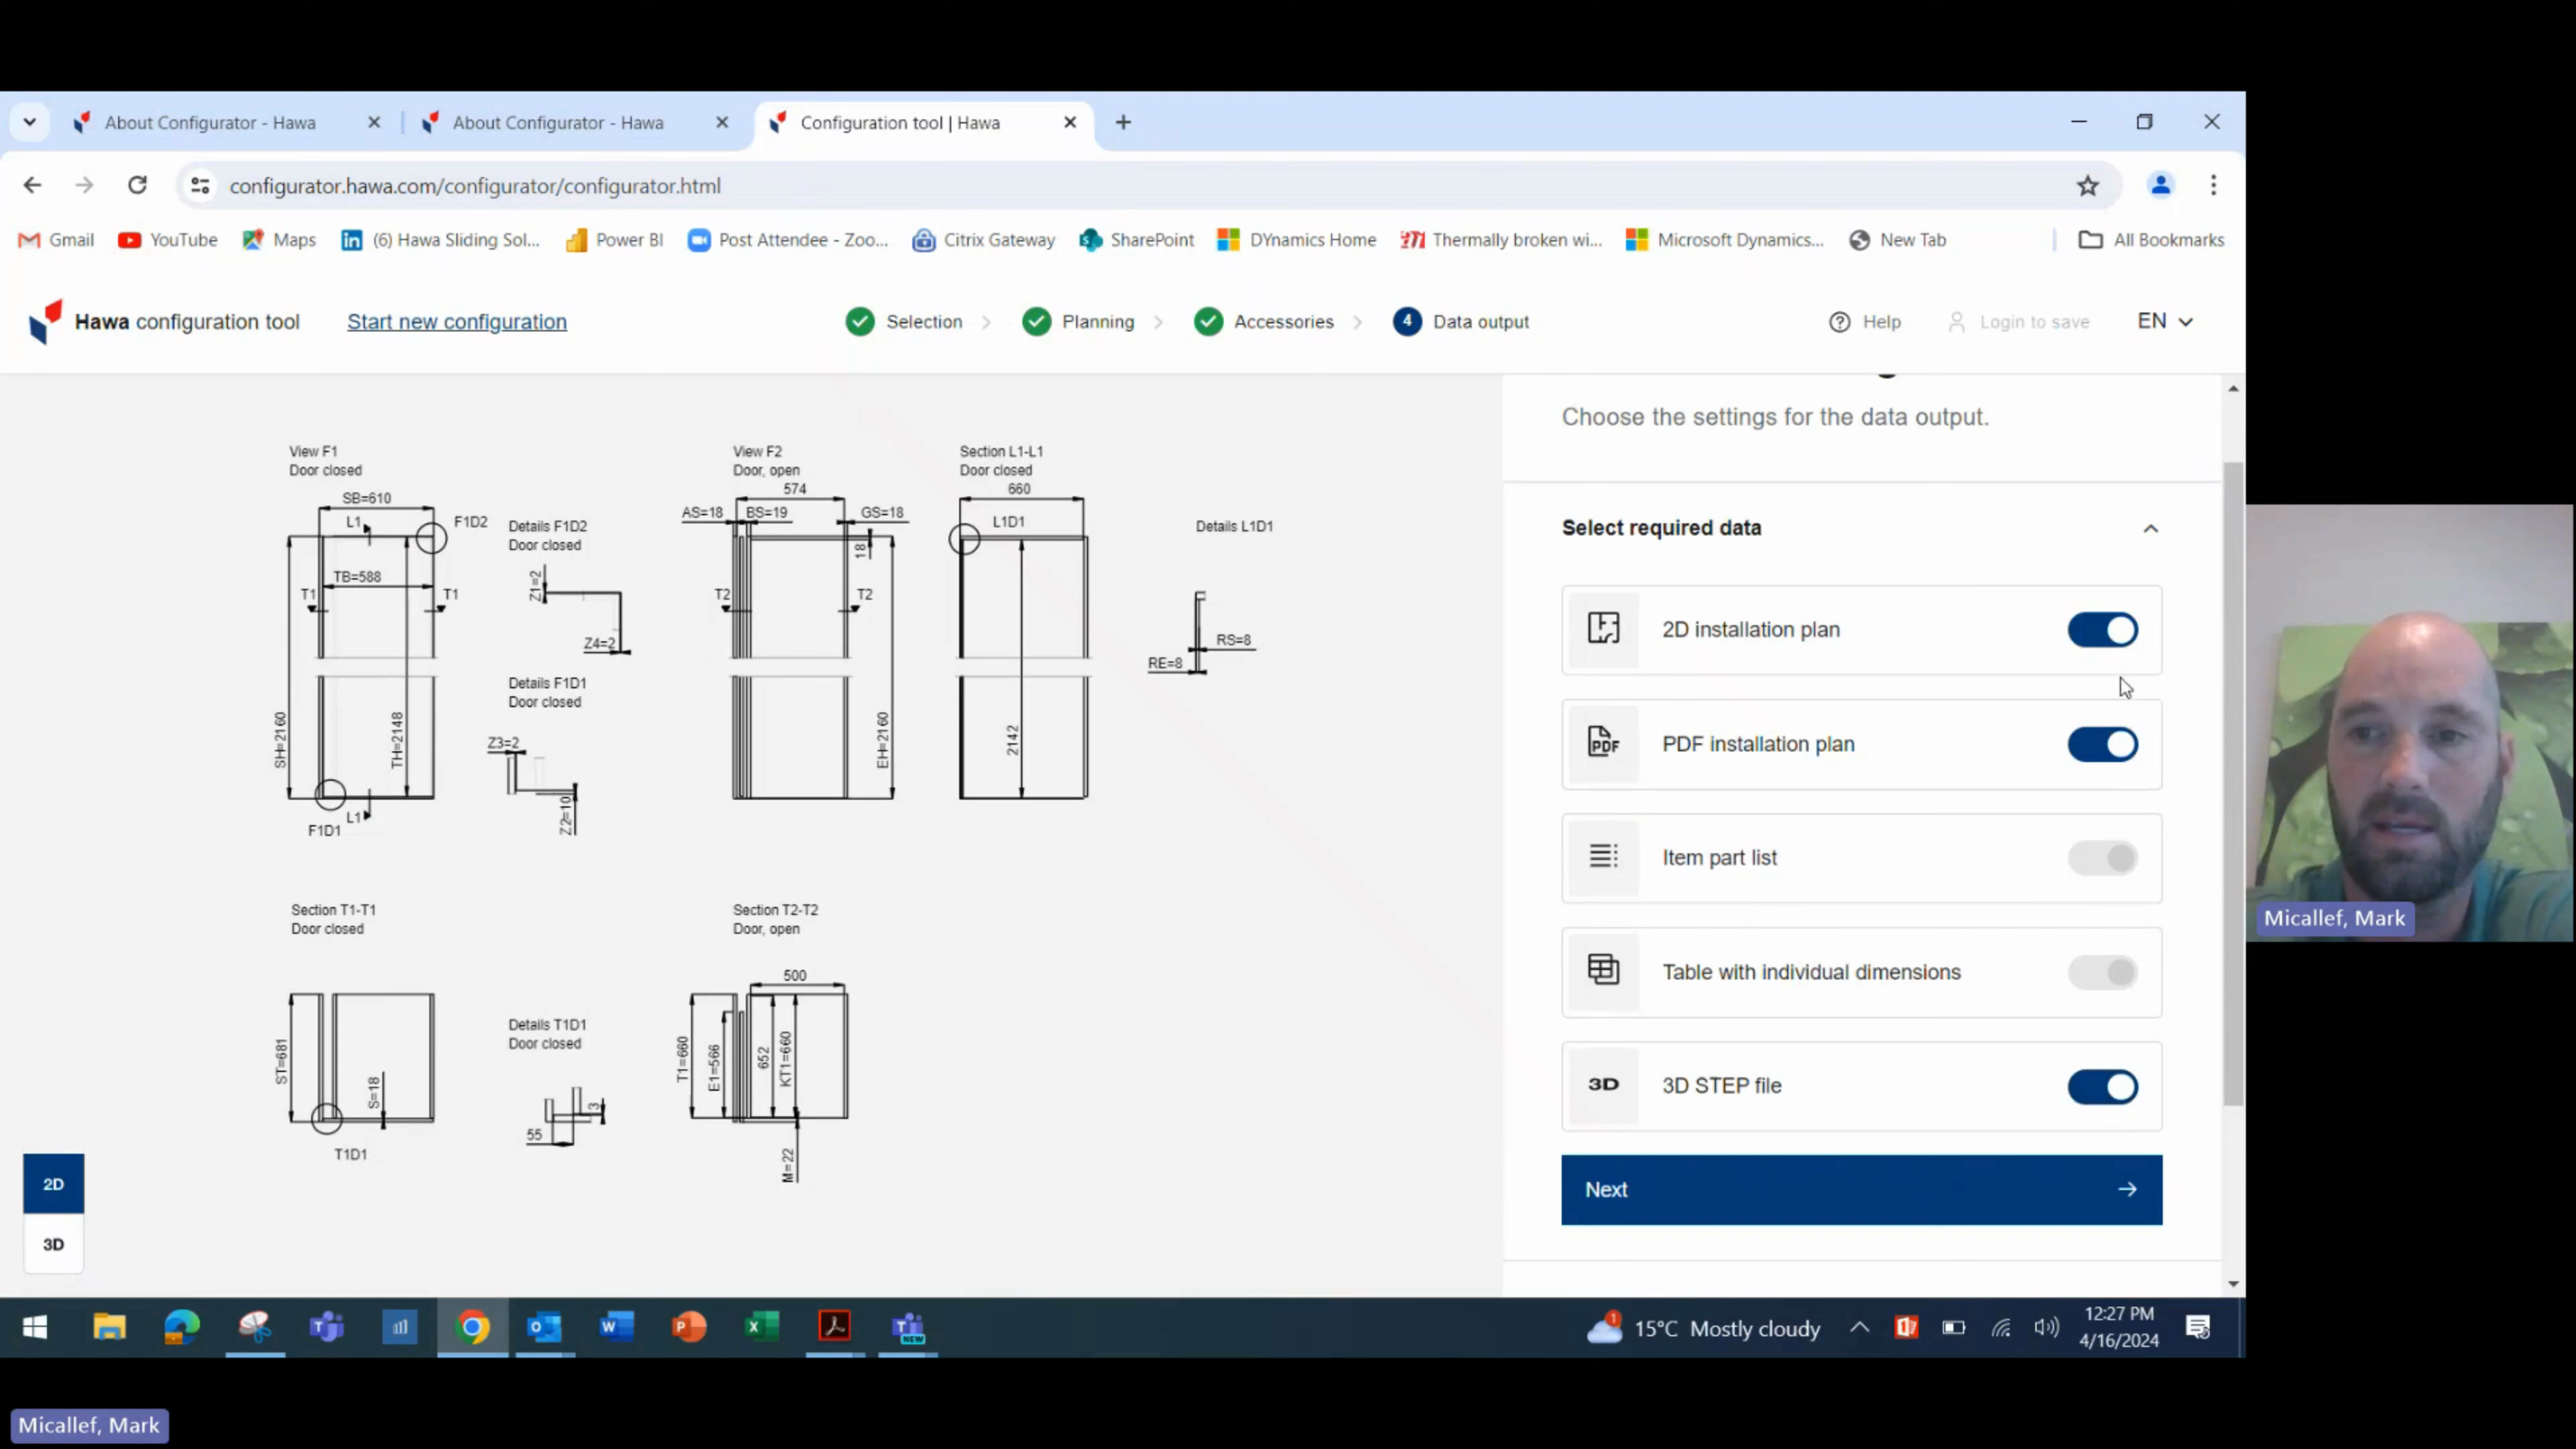 About Configurator - Hawa
About Configurator - Hawa
Configuration tool | Hawa
configurator.hawa.com/configurator/configurator.html
Gmail
YouTube
Maps
(6) Hawa Sliding Sol...
Power BI
Post Attendee - Zoo...
Citrix Gateway
SharePoint
DYnamics Home
Thermally broken wi...
Microsoft Dynamics...
New Tab
All Bookmarks
Hawa configuration tool
Start new configuration
Selection
Planning
Accessories
4 Data output
Help
Login to save
EN
Choose the settings for the data output.
View F1
Door closed
SB=610
L1
F1D2
TB=588
T1
T1
SH=2160
TH=2148
L1
F1D1
Details F1D2
Door closed
Z1=2
Z4=2
Details F1D1
Door closed
Z3=2
Z2=10
View F2
Door, open
574
AS=18
BS=19
GS=18
18
T2
T2
EH=2160
Section L1-L1
Door closed
660
L1D1
2142
Details L1D1
RS=8
RE=8
Section T1-T1
Door closed
ST=681
S=18
T1D1
Details T1D1
Door closed
3
55
Section T2-T2
Door, open
500
T1=660
E1=566
652
KT1=660
M=22
2D
3D
Select required data
2D installation plan
PDF
PDF installation plan
Item part list
Table with individual dimensions
3D
3D STEP file
Next
Micallef, Mark
1
15°C Mostly cloudy
12:27 PM
4/16/2024
NEW
Micallef, Mark